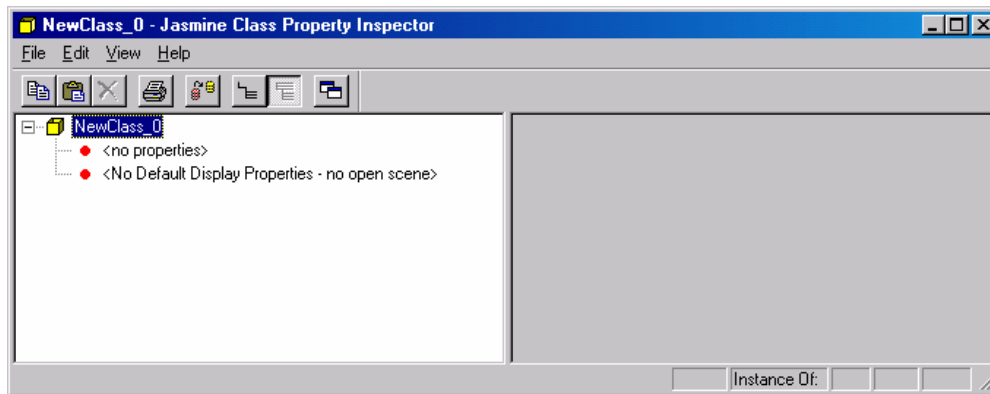 NewClass_0 - Jasmine Class Property Inspector
File Edit View Help
NewClass_0
<no properties>
<No Default Display Properties - no open scene>
Instance Of: